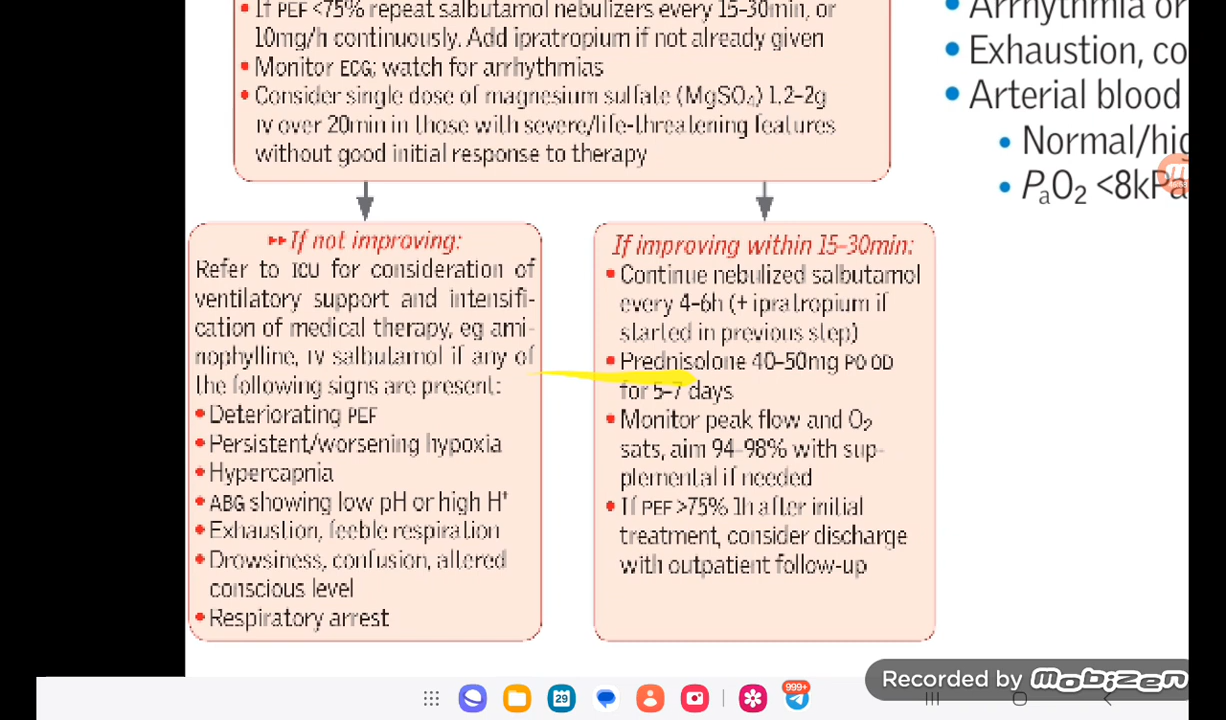 • If PEF <75% repeat salbutamol nebulizers every 15–30min, or
10mg/h continuously. Add ipratropium if not already given
• Monitor ECG; watch for arrhythmias
• Consider single dose of magnesium sulfate (MgSO₄) 1.2–2g
IV over 20min in those with severe/life-threatening features
without good initial response to therapy
▸▸ If not improving:
Refer to ICU for consideration of
ventilatory support and intensifi-
cation of medical therapy, eg ami-
nophylline, IV salbutamol if any of
the following signs are present:
• Deteriorating PEF
• Persistent/worsening hypoxia
• Hypercapnia
• ABG showing low pH or high H⁺
• Exhaustion, feeble respiration
• Drowsiness, confusion, altered
conscious level
• Respiratory arrest
If improving within 15–30min:
• Continue nebulized salbutamol
every 4–6h (+ ipratropium if
started in previous step)
• Prednisolone 40–50mg PO OD
for 5–7 days
• Monitor peak flow and O₂
sats, aim 94–98% with sup-
plemental if needed
• If PEF >75% 1h after initial
treatment, consider discharge
with outpatient follow-up
• Arrhythmia or
• Exhaustion, co
• Arterial blood
• Normal/hig
• PaO₂ <8kPa
29
999+
Recorded by mobizen